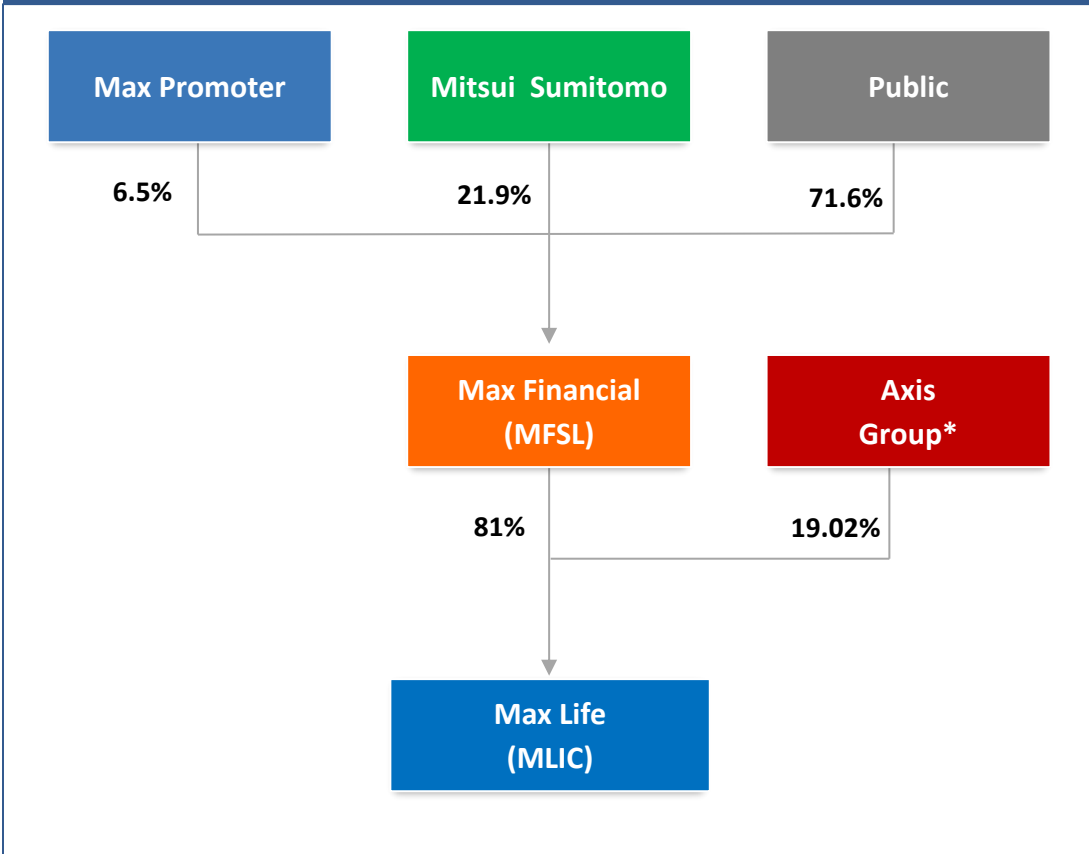 Max Promoter
Mitsui Sumitomo
Public
6.5%
21.9%
71.6%
Max Financial
(MFSL)
Axis
Group*
81%
19.02%
Max Life
(MLIC)